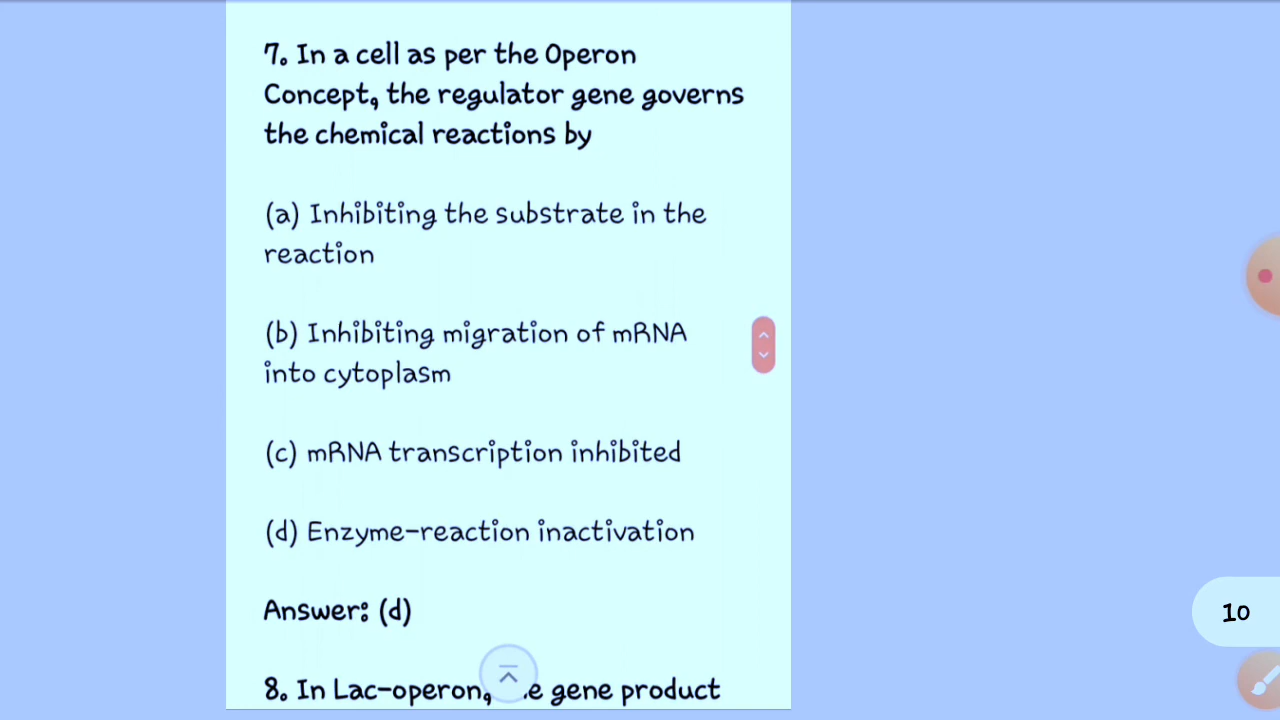 7. In a cell as per the Operon
Concept, the regulator gene governs
the chemical reactions by
(a) Inhibiting the substrate in the
reaction
(b) Inhibiting migration of mRNA
into cytoplasm
(c) mRNA transcription inhibited
(d) Enzyme-reaction inactivation
Answer: (d)
8. In Lac-operon, gene product
10